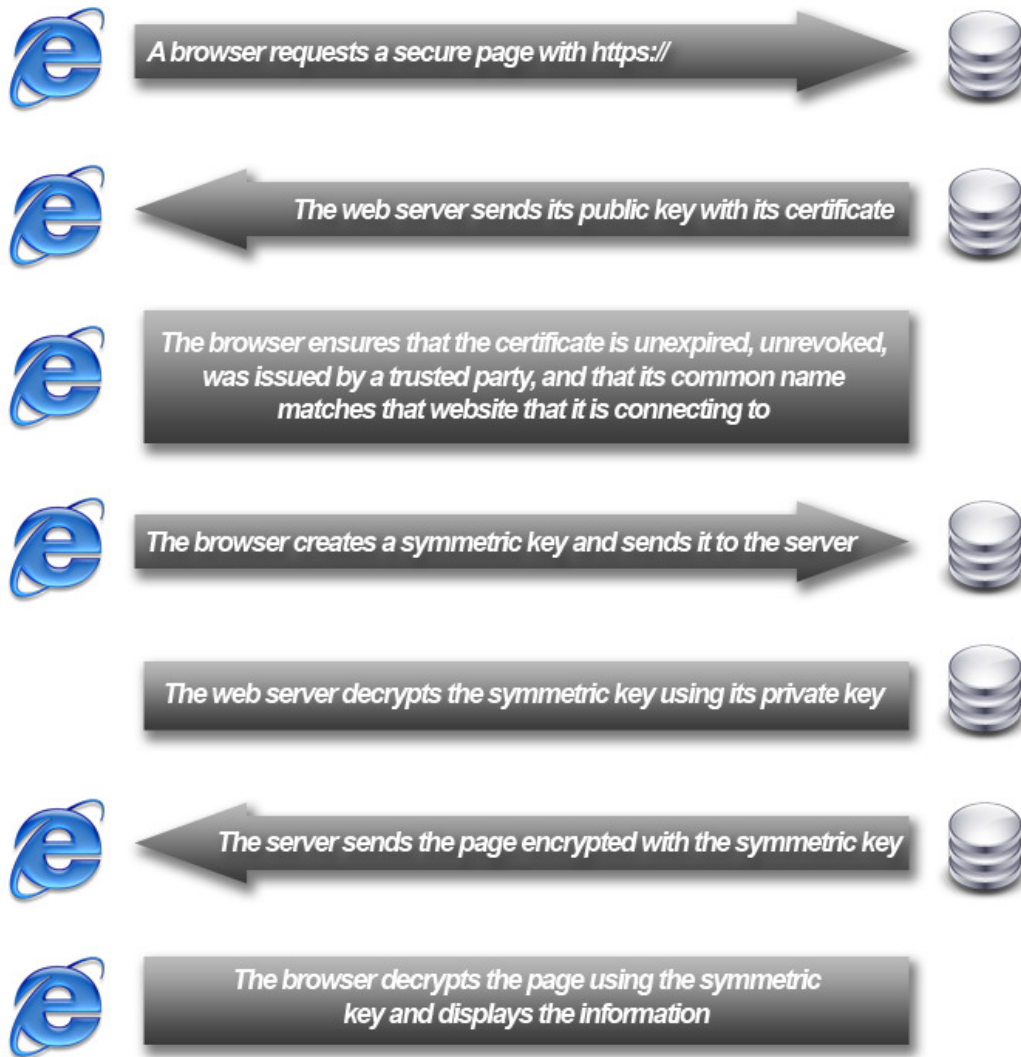 A browser requests a secure page with https://
The web server sends its public key with its certificate
The browser ensures that the certificate is unexpired, unrevoked,
was issued by a trusted party, and that its common name
matches that website that it is connecting to
The browser creates a symmetric key and sends it to the server
The web server decrypts the symmetric key using its private key
The server sends the page encrypted with the symmetric key
The browser decrypts the page using the symmetric
key and displays the information